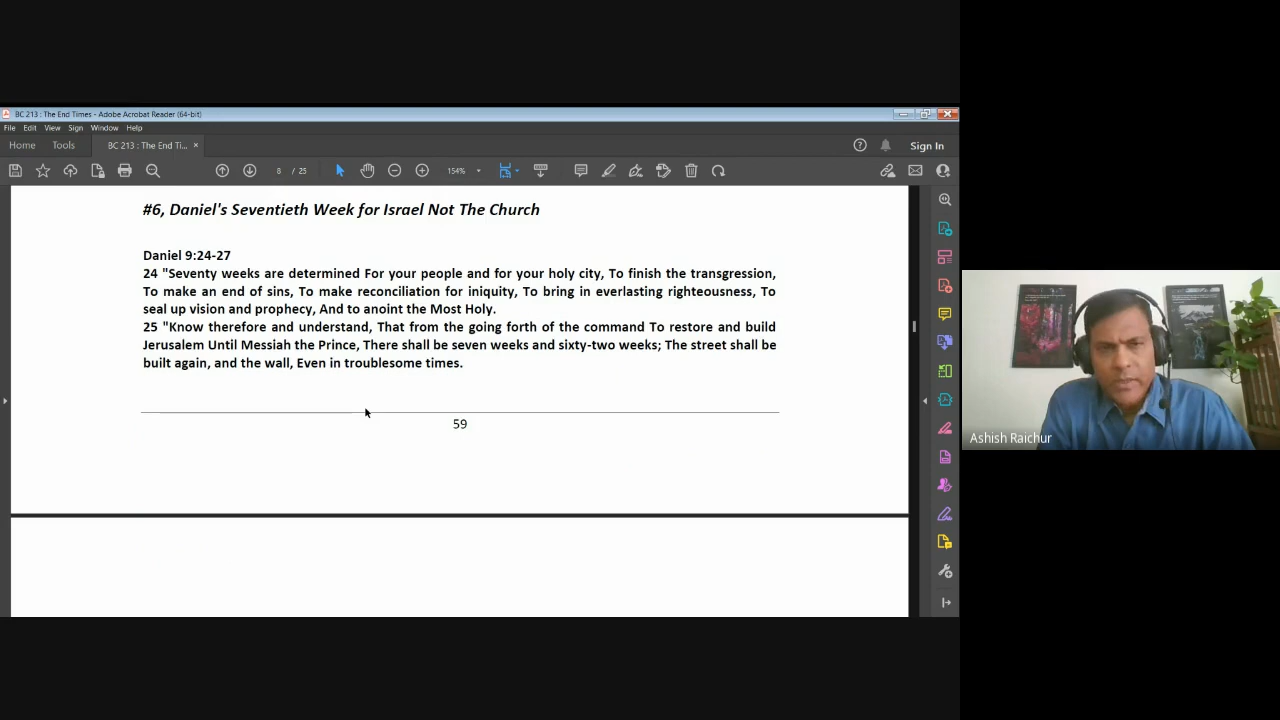 BC 213 : The End Times - Adobe Acrobat Reader (64-bit)
File Edit View Sign Window Help
Home Tools BC 213 : The End Ti... × Sign In
8 / 25 154%
#6, Daniel's Seventieth Week for Israel Not The Church
Daniel 9:24-27
24 "Seventy weeks are determined For your people and for your holy city, To finish the transgression,
To make an end of sins, To make reconciliation for iniquity, To bring in everlasting righteousness, To
seal up vision and prophecy, And to anoint the Most Holy.
25 "Know therefore and understand, That from the going forth of the command To restore and build
Jerusalem Until Messiah the Prince, There shall be seven weeks and sixty-two weeks; The street shall be
built again, and the wall, Even in troublesome times.
59
Ashish Raichur